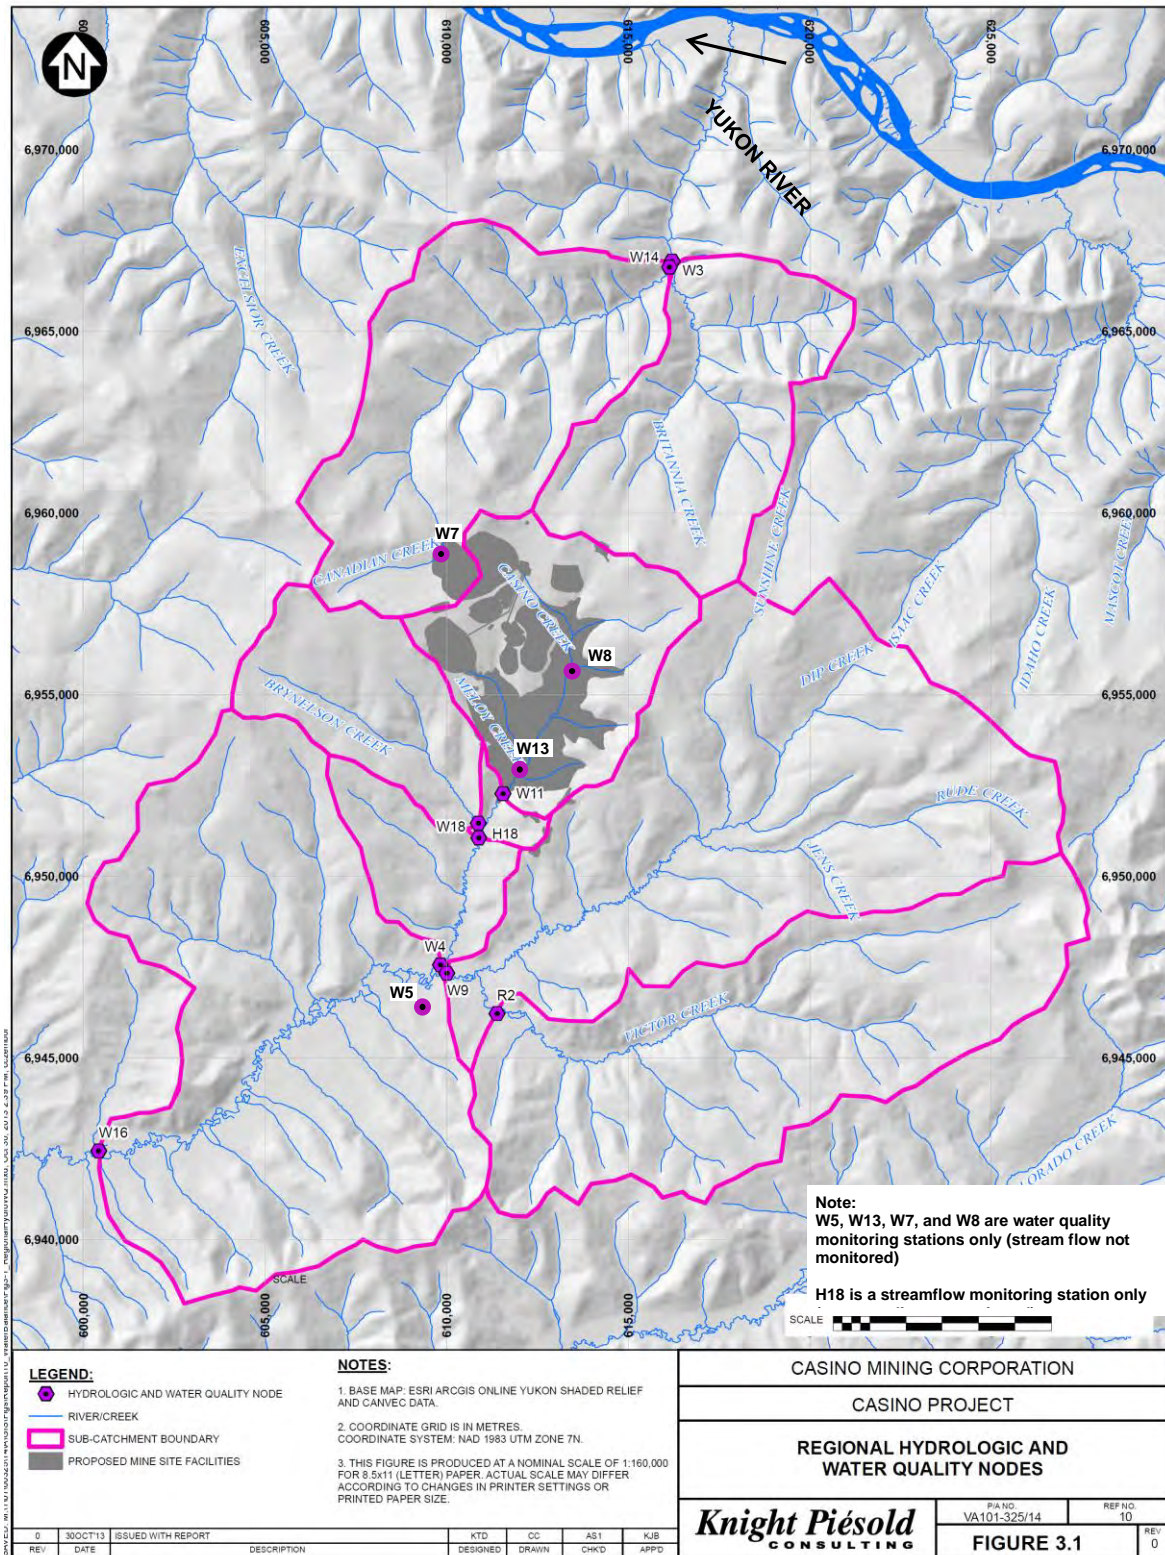 N
605,000
610,000
615,000
620,000
625,000
YUKON RIVER
6,970,000
6,970,000
EXCELSIOR CREEK
W14
W3
6,965,000
6,965,000
BRITANNIA CREEK
6,960,000
6,960,000
W7
CANADIAN CREEK
CASINO CREEK
SUNSHINE CREEK
ISAAC CREEK
IDAHO CREEK
MASCOT CREEK
W8
DIP CREEK
6,955,000
6,955,000
BRYNELSON CREEK
MELOY CREEK
W13
W11
RUDE CREEK
W18
H18
JENS CREEK
6,950,000
6,950,000
W4
W9
W5
R2
VICTOR CREEK
6,945,000
6,945,000
W16
LORADO CREEK
6,940,000
SCALE
600,000
605,000
610,000
615,000
Note:
W5, W13, W7, and W8 are water quality
monitoring stations only (stream flow not
monitored)
H18 is a streamflow monitoring station only
SCALE
LEGEND:
HYDROLOGIC AND WATER QUALITY NODE
RIVER/CREEK
SUB-CATCHMENT BOUNDARY
PROPOSED MINE SITE FACILITIES
NOTES:
1. BASE MAP: ESRI ARCGIS ONLINE YUKON SHADED RELIEF
AND CANVEC DATA.
2. COORDINATE GRID IS IN METRES.
COORDINATE SYSTEM: NAD 1983 UTM ZONE 7N.
3. THIS FIGURE IS PRODUCED AT A NOMINAL SCALE OF 1:160,000
FOR 8.5x11 (LETTER) PAPER. ACTUAL SCALE MAY DIFFER
ACCORDING TO CHANGES IN PRINTER SETTINGS OR
PRINTED PAPER SIZE.
CASINO MINING CORPORATION
CASINO PROJECT
REGIONAL HYDROLOGIC AND
WATER QUALITY NODES
Knight Piésold
CONSULTING
P/A NO.
VA101-325/14
REF NO.
10
FIGURE 3.1
REV
0
0 30OCT'13 ISSUED WITH REPORT KTD CC AS1 KJB
REV DATE DESCRIPTION DESIGNED DRAWN CHK'D APP'D